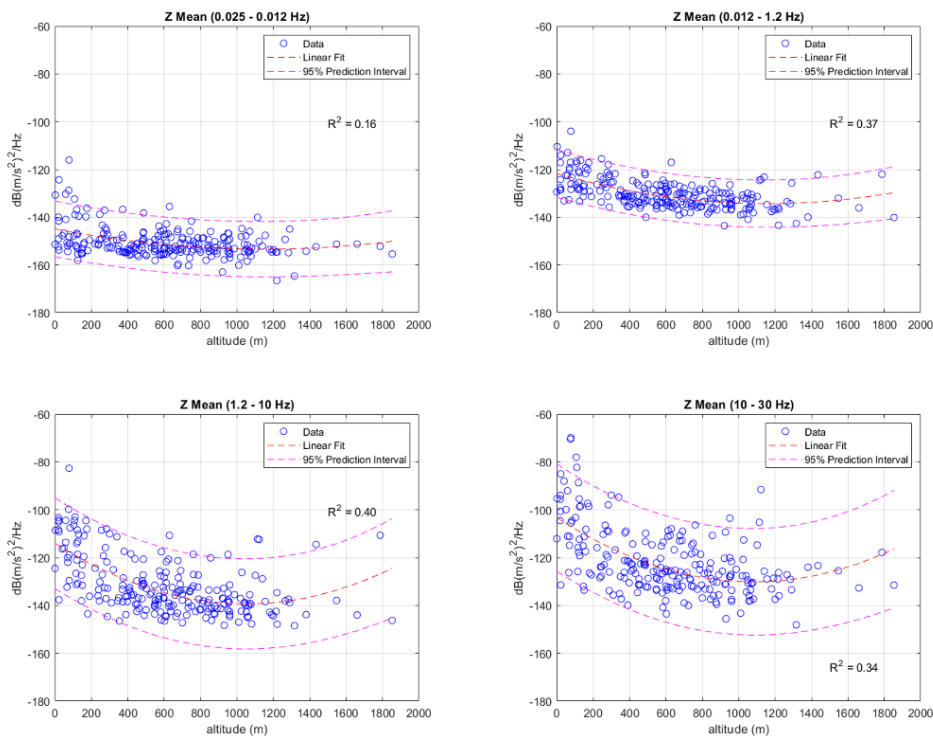 Z Mean (0.025 - 0.012 Hz)
-60
-80
-100
-120
-140
-160
-180
dB(m/s²)²/Hz
Data
Linear Fit
95% Prediction Interval
R² = 0.16
0 200 400 600 800 1000 1200 1400 1600 1800 2000
altitude (m)
Z Mean (0.012 - 1.2 Hz)
-60
-80
-100
-120
-140
-160
-180
dB(m/s²)²/Hz
Data
Linear Fit
95% Prediction Interval
R² = 0.37
0 200 400 600 800 1000 1200 1400 1600 1800 2000
altitude (m)
Z Mean (1.2 - 10 Hz)
-60
-80
-100
-120
-140
-160
-180
dB(m/s²)²/Hz
Data
Linear Fit
95% Prediction Interval
R² = 0.40
0 200 400 600 800 1000 1200 1400 1600 1800 2000
altitude (m)
Z Mean (10 - 30 Hz)
-60
-80
-100
-120
-140
-160
-180
dB(m/s²)²/Hz
Data
Linear Fit
95% Prediction Interval
R² = 0.34
0 200 400 600 800 1000 1200 1400 1600 1800 2000
altitude (m)